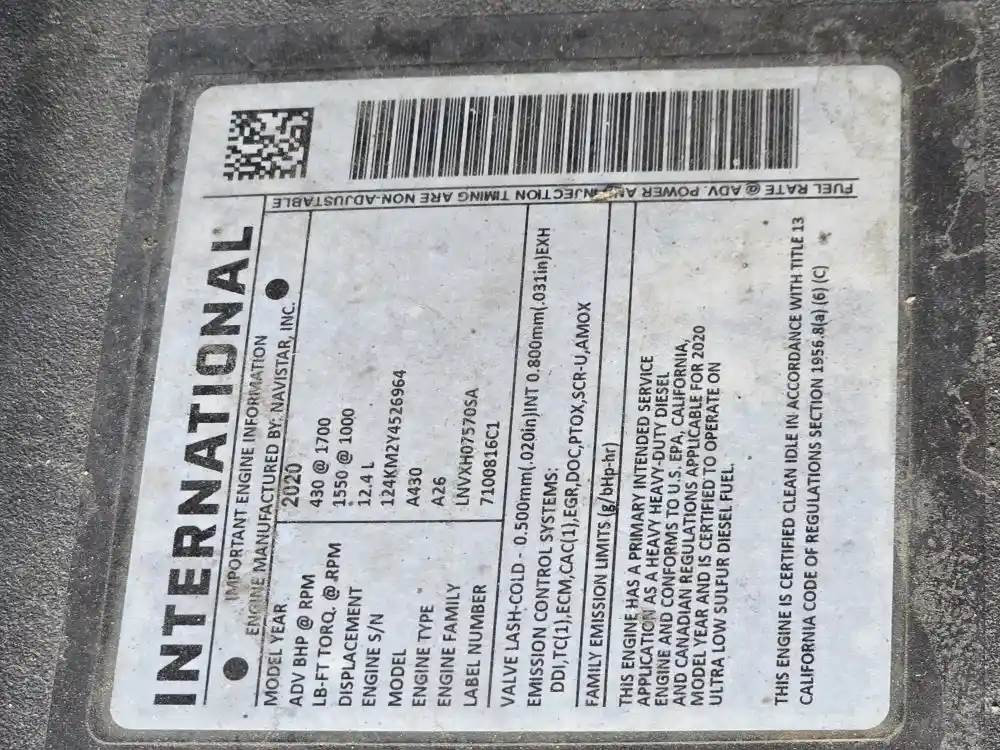 INTERNATIONAL
IMPORTANT ENGINE INFORMATION
ENGINE MANUFACTURED BY: NAVISTAR, INC.
MODEL YEAR 2020
ADV BHP @ RPM 430 @ 1700
LB-FT TORQ. @ RPM 1550 @ 1000
DISPLACEMENT 12.4 L
ENGINE S/N 124KM2Y4526964
MODEL A430
ENGINE TYPE A26
ENGINE FAMILY LNVXH07570SA
LABEL NUMBER 7100816C1
VALVE LASH-COLD - 0.500mm(.020in)INT 0.800mm(.031in)EXH
EMISSION CONTROL SYSTEMS:
DDI,TC(1),ECM,CAC(1),EGR,DOC,PTOX,SCR-U,AMOX
FAMILY EMISSION LIMITS (g/bHp-hr)
THIS ENGINE HAS A PRIMARY INTENDED SERVICE
APPLICATION AS A HEAVY HEAVY-DUTY DIESEL
ENGINE AND CONFORMS TO U.S. EPA, CALIFORNIA,
AND CANADIAN REGULATIONS APPLICABLE FOR 2020
MODEL YEAR AND IS CERTIFIED TO OPERATE ON
ULTRA LOW SULFUR DIESEL FUEL.
THIS ENGINE IS CERTIFIED CLEAN IDLE IN ACCORDANCE WITH TITLE 13
CALIFORNIA CODE OF REGULATIONS SECTION 1956.8(a) (6) (C)
FUEL RATE @ ADV. POWER AND INJECTION TIMING ARE NON-ADJUSTABLE